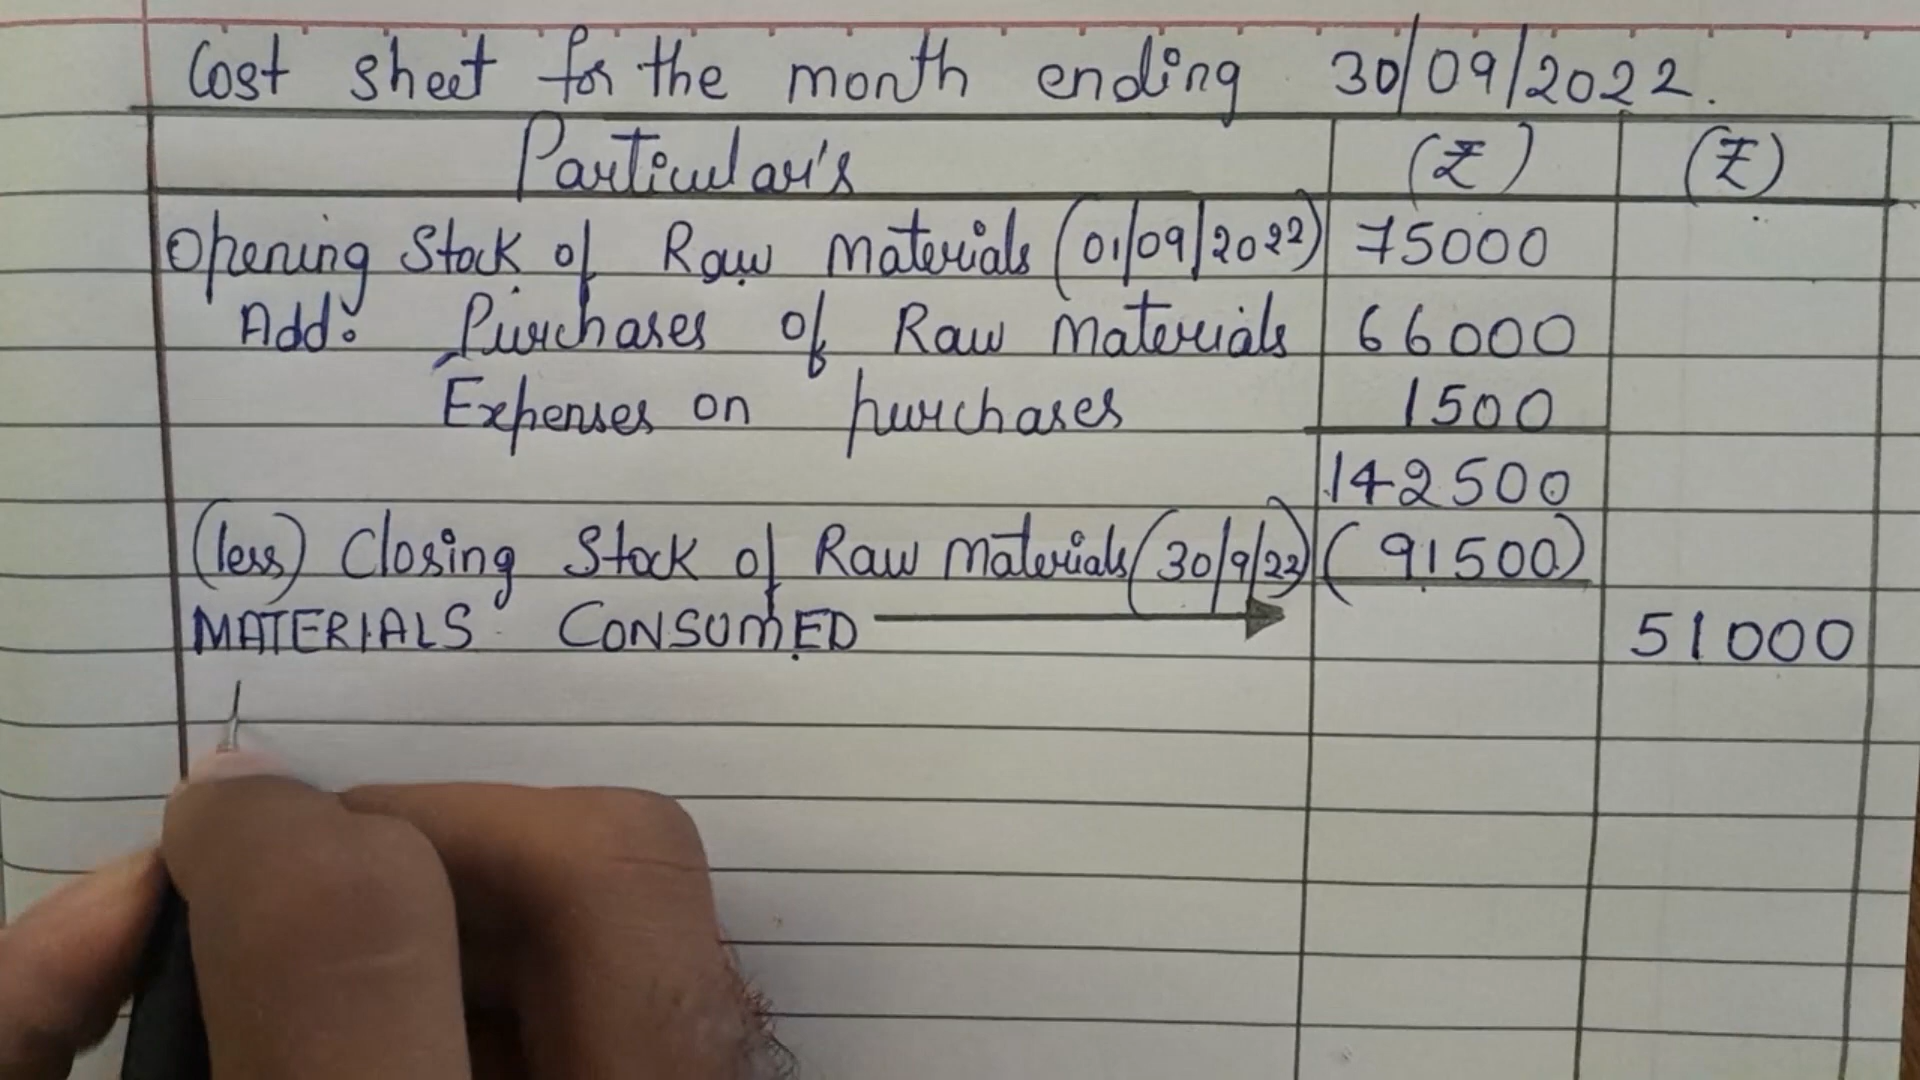 Cost sheet for the month ending 30/09/2022.
Particular's (₹) (₹)
Opening Stock of Raw Materials (01/09/2022) 75000
Add: Purchases of Raw Materials 66000
Expenses on purchases 1500
142500
(less) Closing Stock of Raw Materials (30/9/22) (91500)
MATERIALS CONSUMED → 51000